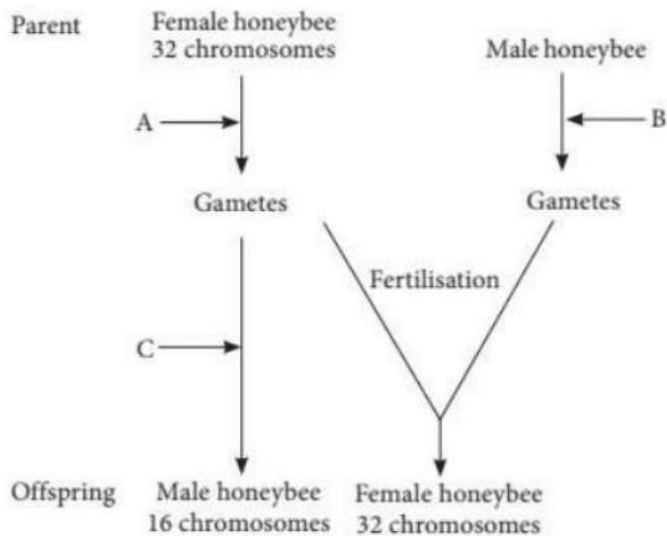 Parent
Female honeybee
32 chromosomes
Male honeybee
A
B
Gametes
Gametes
Fertilisation
C
Offspring
Male honeybee
16 chromosomes
Female honeybee
32 chromosomes